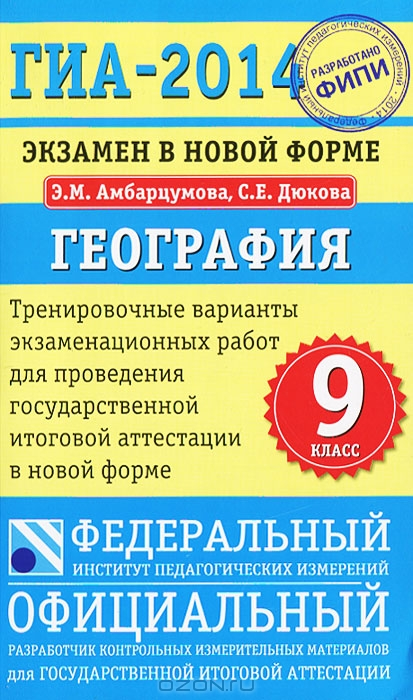 ГИА-2014
Федеральный институт педагогических измерений • 2014 •
РАЗРАБОТАНО
ФИПИ
ЭКЗАМЕН В НОВОЙ ФОРМЕ
Э.М. Амбарцумова, С.Е. Дюкова
ГЕОГРАФИЯ
Тренировочные варианты
экзаменационных работ
для проведения
государственной
итоговой аттестации
в новой форме
9
КЛАСС
ФЕДЕРАЛЬНЫЙ
ИНСТИТУТ ПЕДАГОГИЧЕСКИХ ИЗМЕРЕНИЙ
ОФИЦИАЛЬНЫЙ
РАЗРАБОТЧИК КОНТРОЛЬНЫХ ИЗМЕРИТЕЛЬНЫХ МАТЕРИАЛОВ
для ГОСУДАРСТВЕННОЙ ИТОГОВОЙ АТТЕСТАЦИИ
ozon.ru